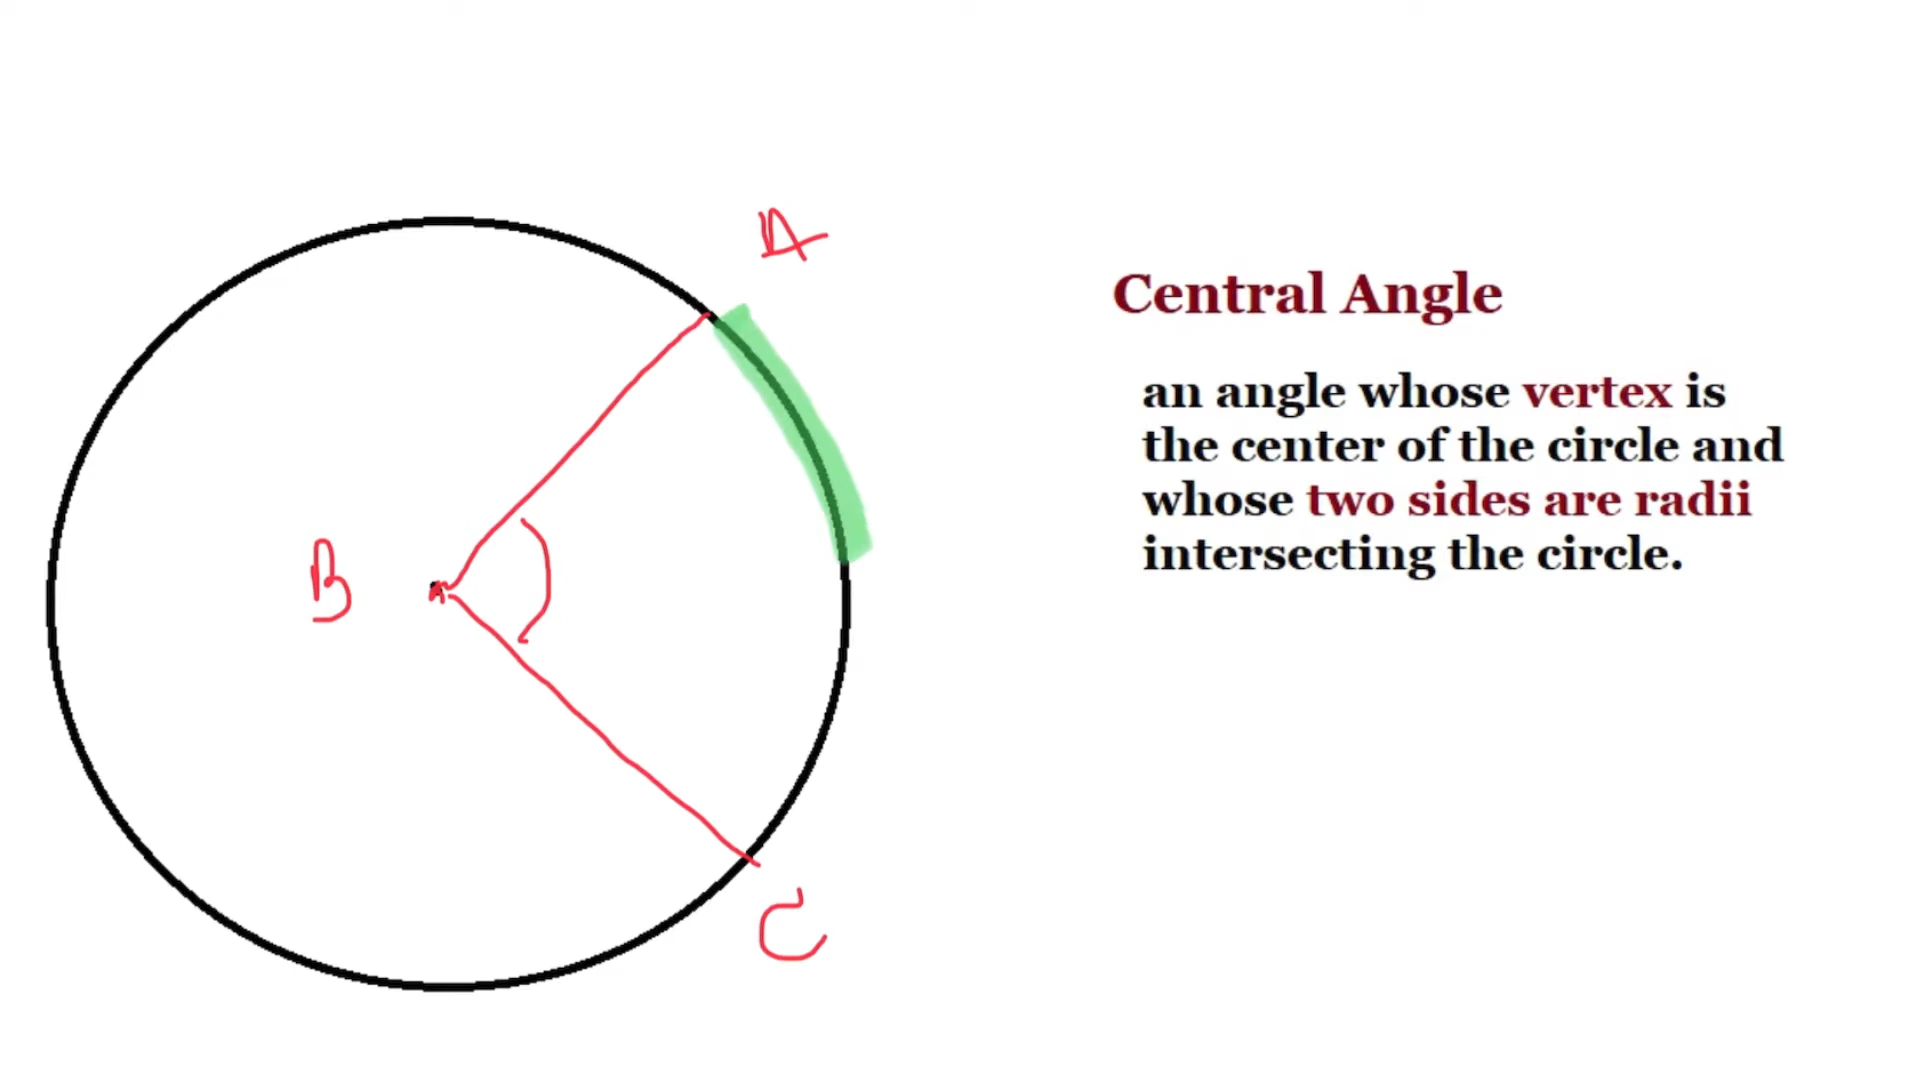 A
Central Angle
an angle whose vertex is
the center of the circle and
whose two sides are radii
intersecting the circle.
B
C